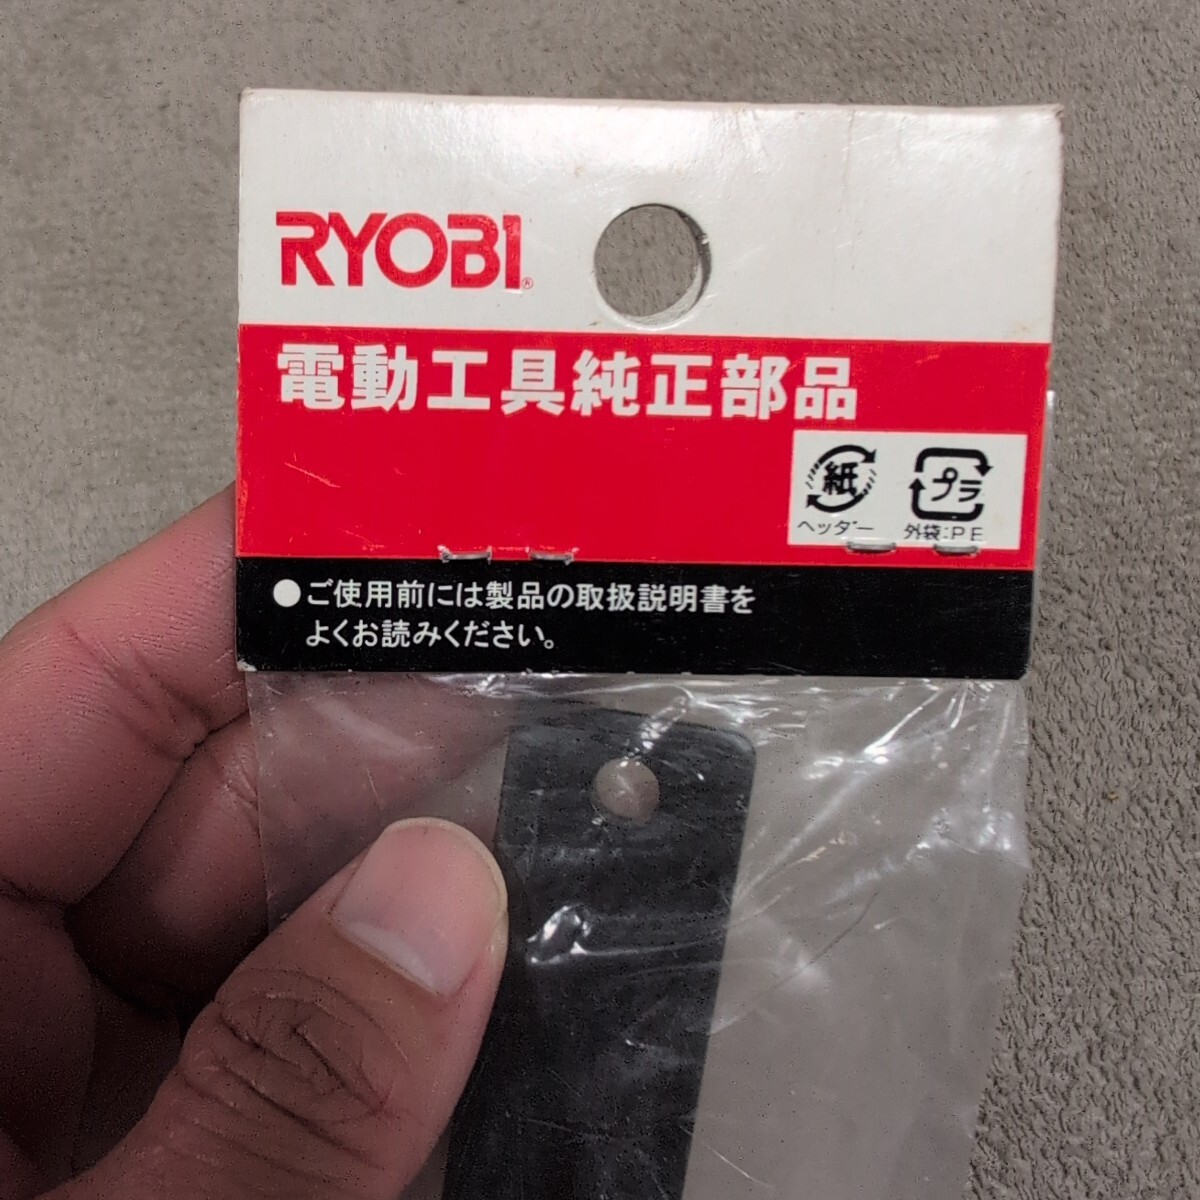 RYOBI®
電動工具純正部品
紙 プラ
ヘッダー 外袋:PE
●ご使用前には製品の取扱説明書を
よくお読みください。